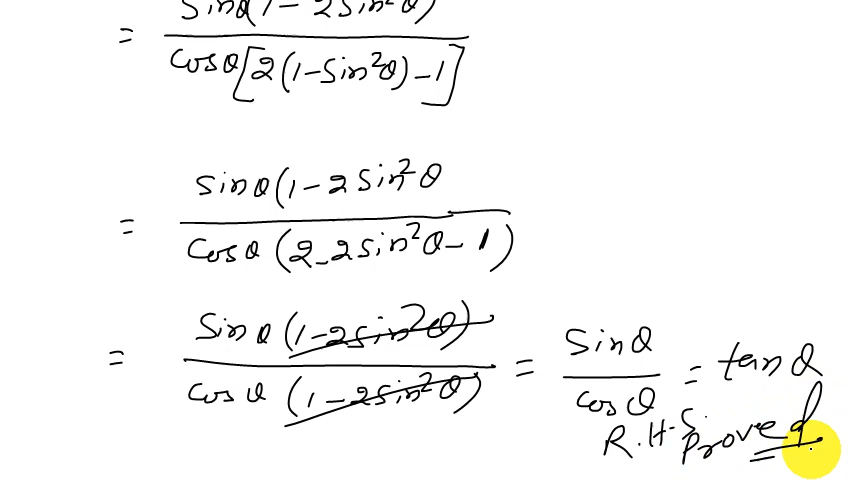 = sinθ(1-2sin²θ) / cosθ[2(1-sin²θ)-1]
= sinθ(1-2sin²θ / cosθ(2-2sin²θ-1)
= sinθ(1-2sin²θ) / cosθ(1-2sin²θ) = sinθ / cosθ = tanθ
R.H.S. Proved